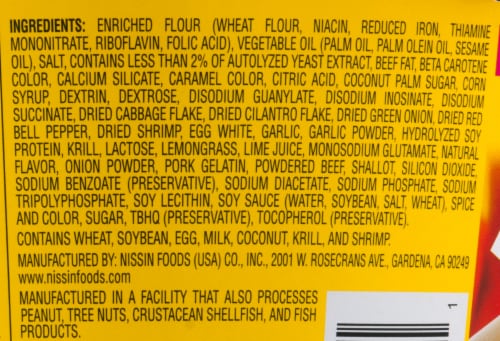 INGREDIENTS: ENRICHED FLOUR (WHEAT FLOUR, NIACIN, REDUCED IRON, THIAMINE
MONONITRATE, RIBOFLAVIN, FOLIC ACID), VEGETABLE OIL (PALM OIL, PALM OLEIN OIL, SESAME
OIL), SALT, CONTAINS LESS THAN 2% OF AUTOLYZED YEAST EXTRACT, BEEF FAT, BETA CAROTENE
COLOR, CALCIUM SILICATE, CARAMEL COLOR, CITRIC ACID, COCONUT PALM SUGAR, CORN
SYRUP, DEXTRIN, DEXTROSE, DISODIUM GUANYLATE, DISODIUM INOSINATE, DISODIUM
SUCCINATE, DRIED CABBAGE FLAKE, DRIED CILANTRO FLAKE, DRIED GREEN ONION, DRIED RED
BELL PEPPER, DRIED SHRIMP, EGG WHITE, GARLIC, GARLIC POWDER, HYDROLYZED SOY
PROTEIN, KRILL, LACTOSE, LEMONGRASS, LIME JUICE, MONOSODIUM GLUTAMATE, NATURAL
FLAVOR, ONION POWDER, PORK GELATIN, POWDERED BEEF, SHALLOT, SILICON DIOXIDE,
SODIUM BENZOATE (PRESERVATIVE), SODIUM DIACETATE, SODIUM PHOSPHATE, SODIUM
TRIPOLYPHOSPHATE, SOY LECITHIN, SOY SAUCE (WATER, SOYBEAN, SALT, WHEAT), SPICE
AND COLOR, SUGAR, TBHQ (PRESERVATIVE), TOCOPHEROL (PRESERVATIVE).
CONTAINS WHEAT, SOYBEAN, EGG, MILK, COCONUT, KRILL, AND SHRIMP.
MANUFACTURED BY: NISSIN FOODS (USA) CO., INC., 2001 W. ROSECRANS AVE., GARDENA, CA 90249
www.nissinfoods.com
MANUFACTURED IN A FACILITY THAT ALSO PROCESSES
PEANUT, TREE NUTS, CRUSTACEAN SHELLFISH, AND FISH
PRODUCTS.
1